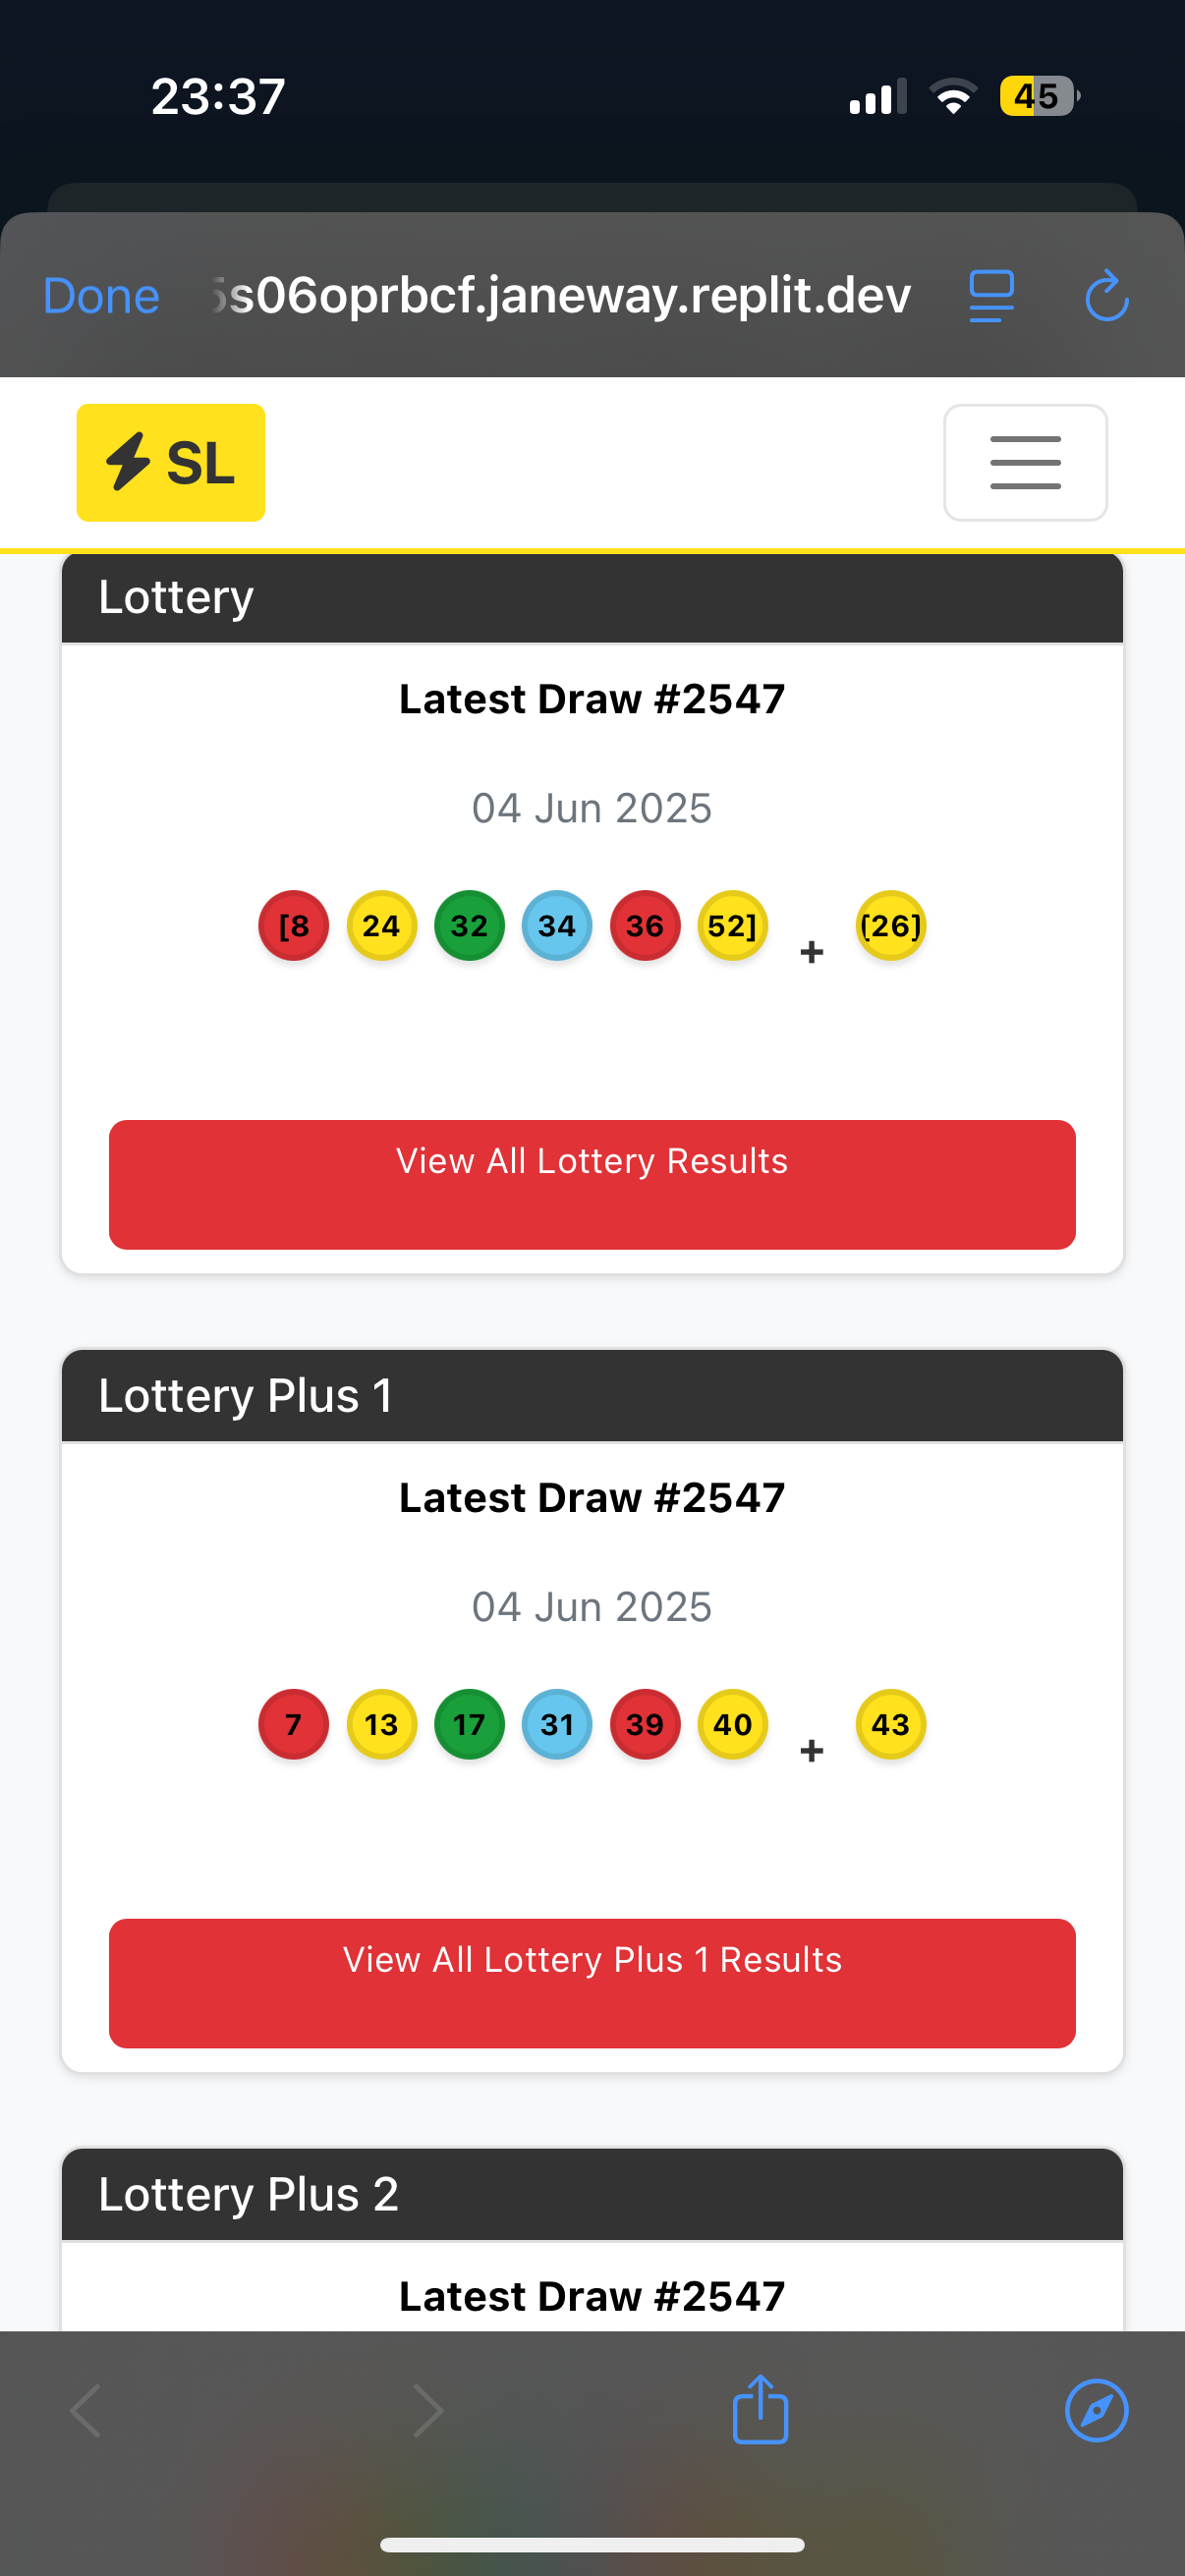 23:37
45
Done
s06oprbcf.janeway.replit.dev
SL
Lottery
Latest Draw #2547
04 Jun 2025
[8 24 32 34 36 52] + [26]
View All Lottery Results
Lottery Plus 1
Latest Draw #2547
04 Jun 2025
7 13 17 31 39 40 + 43
View All Lottery Plus 1 Results
Lottery Plus 2
Latest Draw #2547